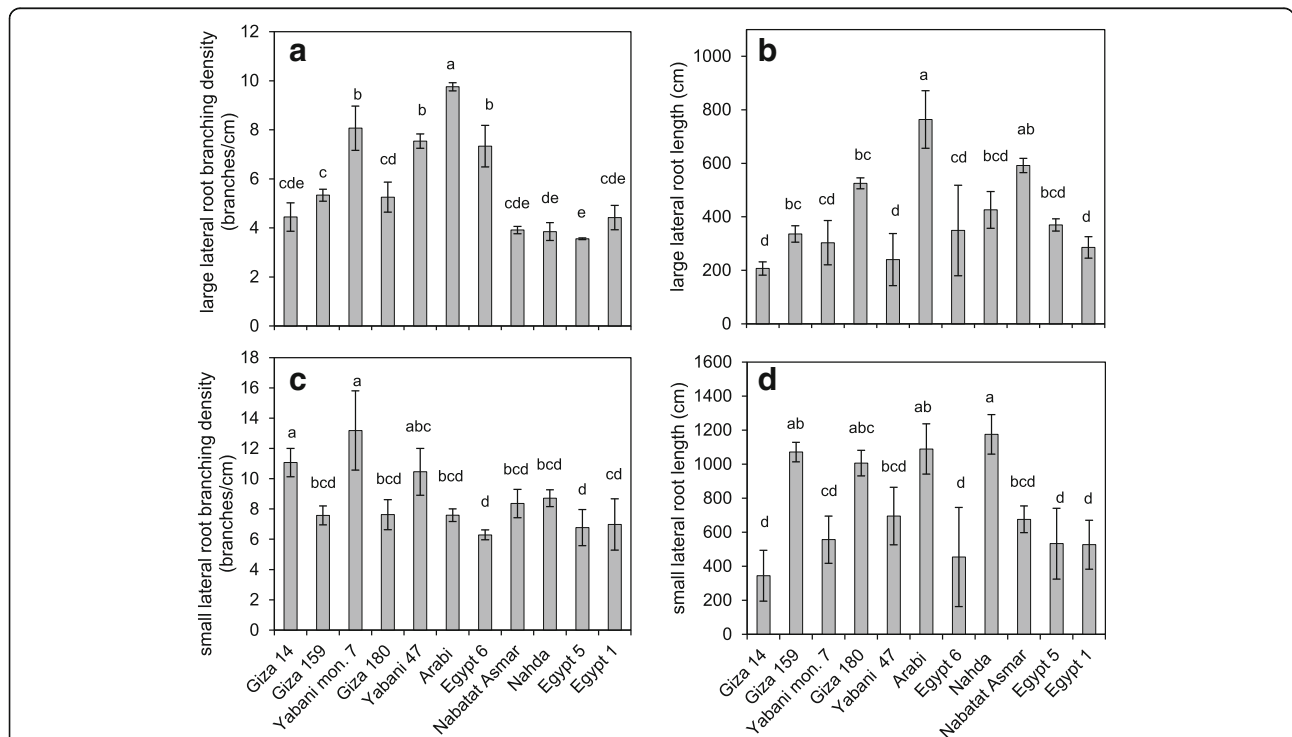 a
large lateral root branching density
(branches/cm)
12
10
8
6
4
2
0
cde
c
b
cd
b
a
b
cde
de
e
cde
b
large lateral root length (cm)
1000
800
600
400
200
0
d
bc
cd
bc
d
a
cd
bcd
ab
bcd
d
c
small lateral root branching density
(branches/cm)
18
16
14
12
10
8
6
4
2
0
a
bcd
a
bcd
abc
bcd
d
bcd
bcd
d
cd
Giza 14
Giza 159
Yabani mon. 7
Giza 180
Yabani 47
Arabi
Egypt 6
Nabatat Asmar
Nahda
Egypt 5
Egypt 1
d
small lateral root length (cm)
1600
1400
1200
1000
800
600
400
200
0
d
ab
cd
abc
bcd
ab
d
a
bcd
d
d
Giza 14
Giza 159
Yabani mon. 7
Giza 180
Yabani 47
Arabi
Egypt 6
Nahda
Nabatat Asmar
Egypt 5
Egypt 1